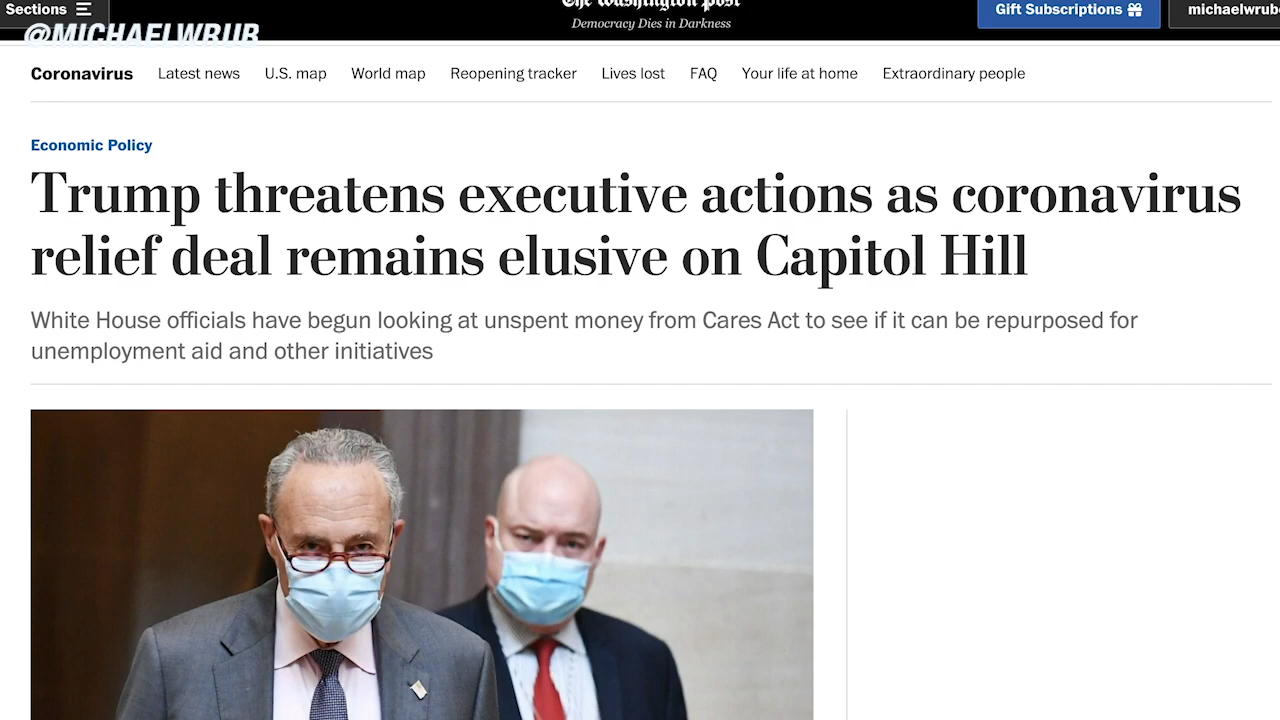 Sections
The Washington Post
Democracy Dies in Darkness
Gift Subscriptions
michaelwrub
@MICHAELWRUB
Coronavirus Latest news U.S. map World map Reopening tracker Lives lost FAQ Your life at home Extraordinary people
Economic Policy
Trump threatens executive actions as coronavirus
relief deal remains elusive on Capitol Hill
White House officials have begun looking at unspent money from Cares Act to see if it can be repurposed for
unemployment aid and other initiatives